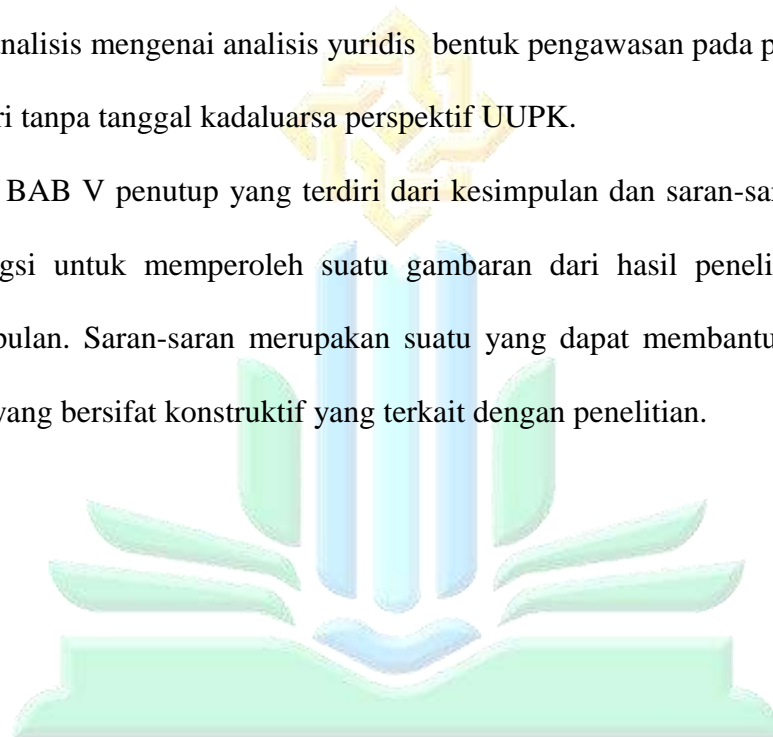 nalisis mengenai analisis yuridis bentuk pengawasan pada p
ri tanpa tanggal kadaluarsa perspektif UUPK.
BAB V penutup yang terdiri dari kesimpulan dan saran-sar
gsi untuk memperoleh suatu gambaran dari hasil peneli
pulan. Saran-saran merupakan suatu yang dapat membantu
yang bersifat konstruktif yang terkait dengan penelitian.